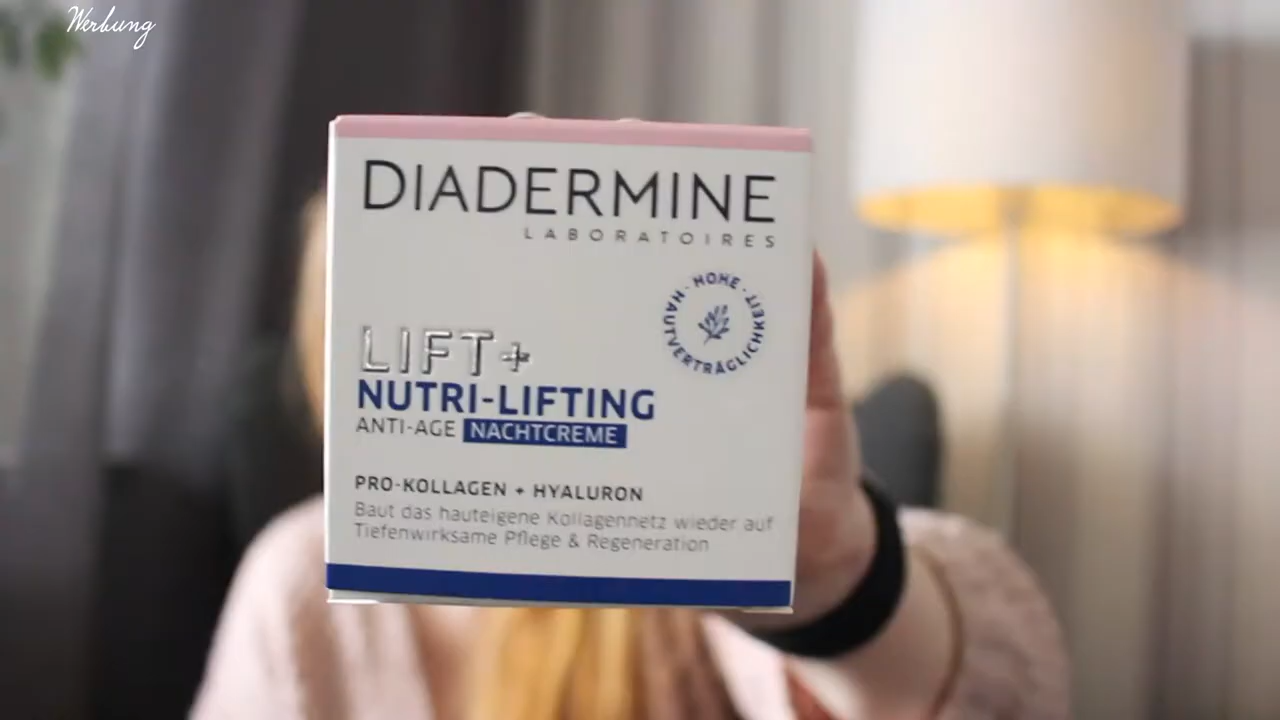 Werbung
DIADERMINE
LABORATOIRES
· HOHE ·
HAUTVERTRÄGLICHKEIT
LIFT+
NUTRI-LIFTING
ANTI-AGE NACHTCREME
PRO-KOLLAGEN + HYALURON
Baut das hauteigene Kollagennetz wieder auf
Tiefenwirksame Pflege & Regeneration